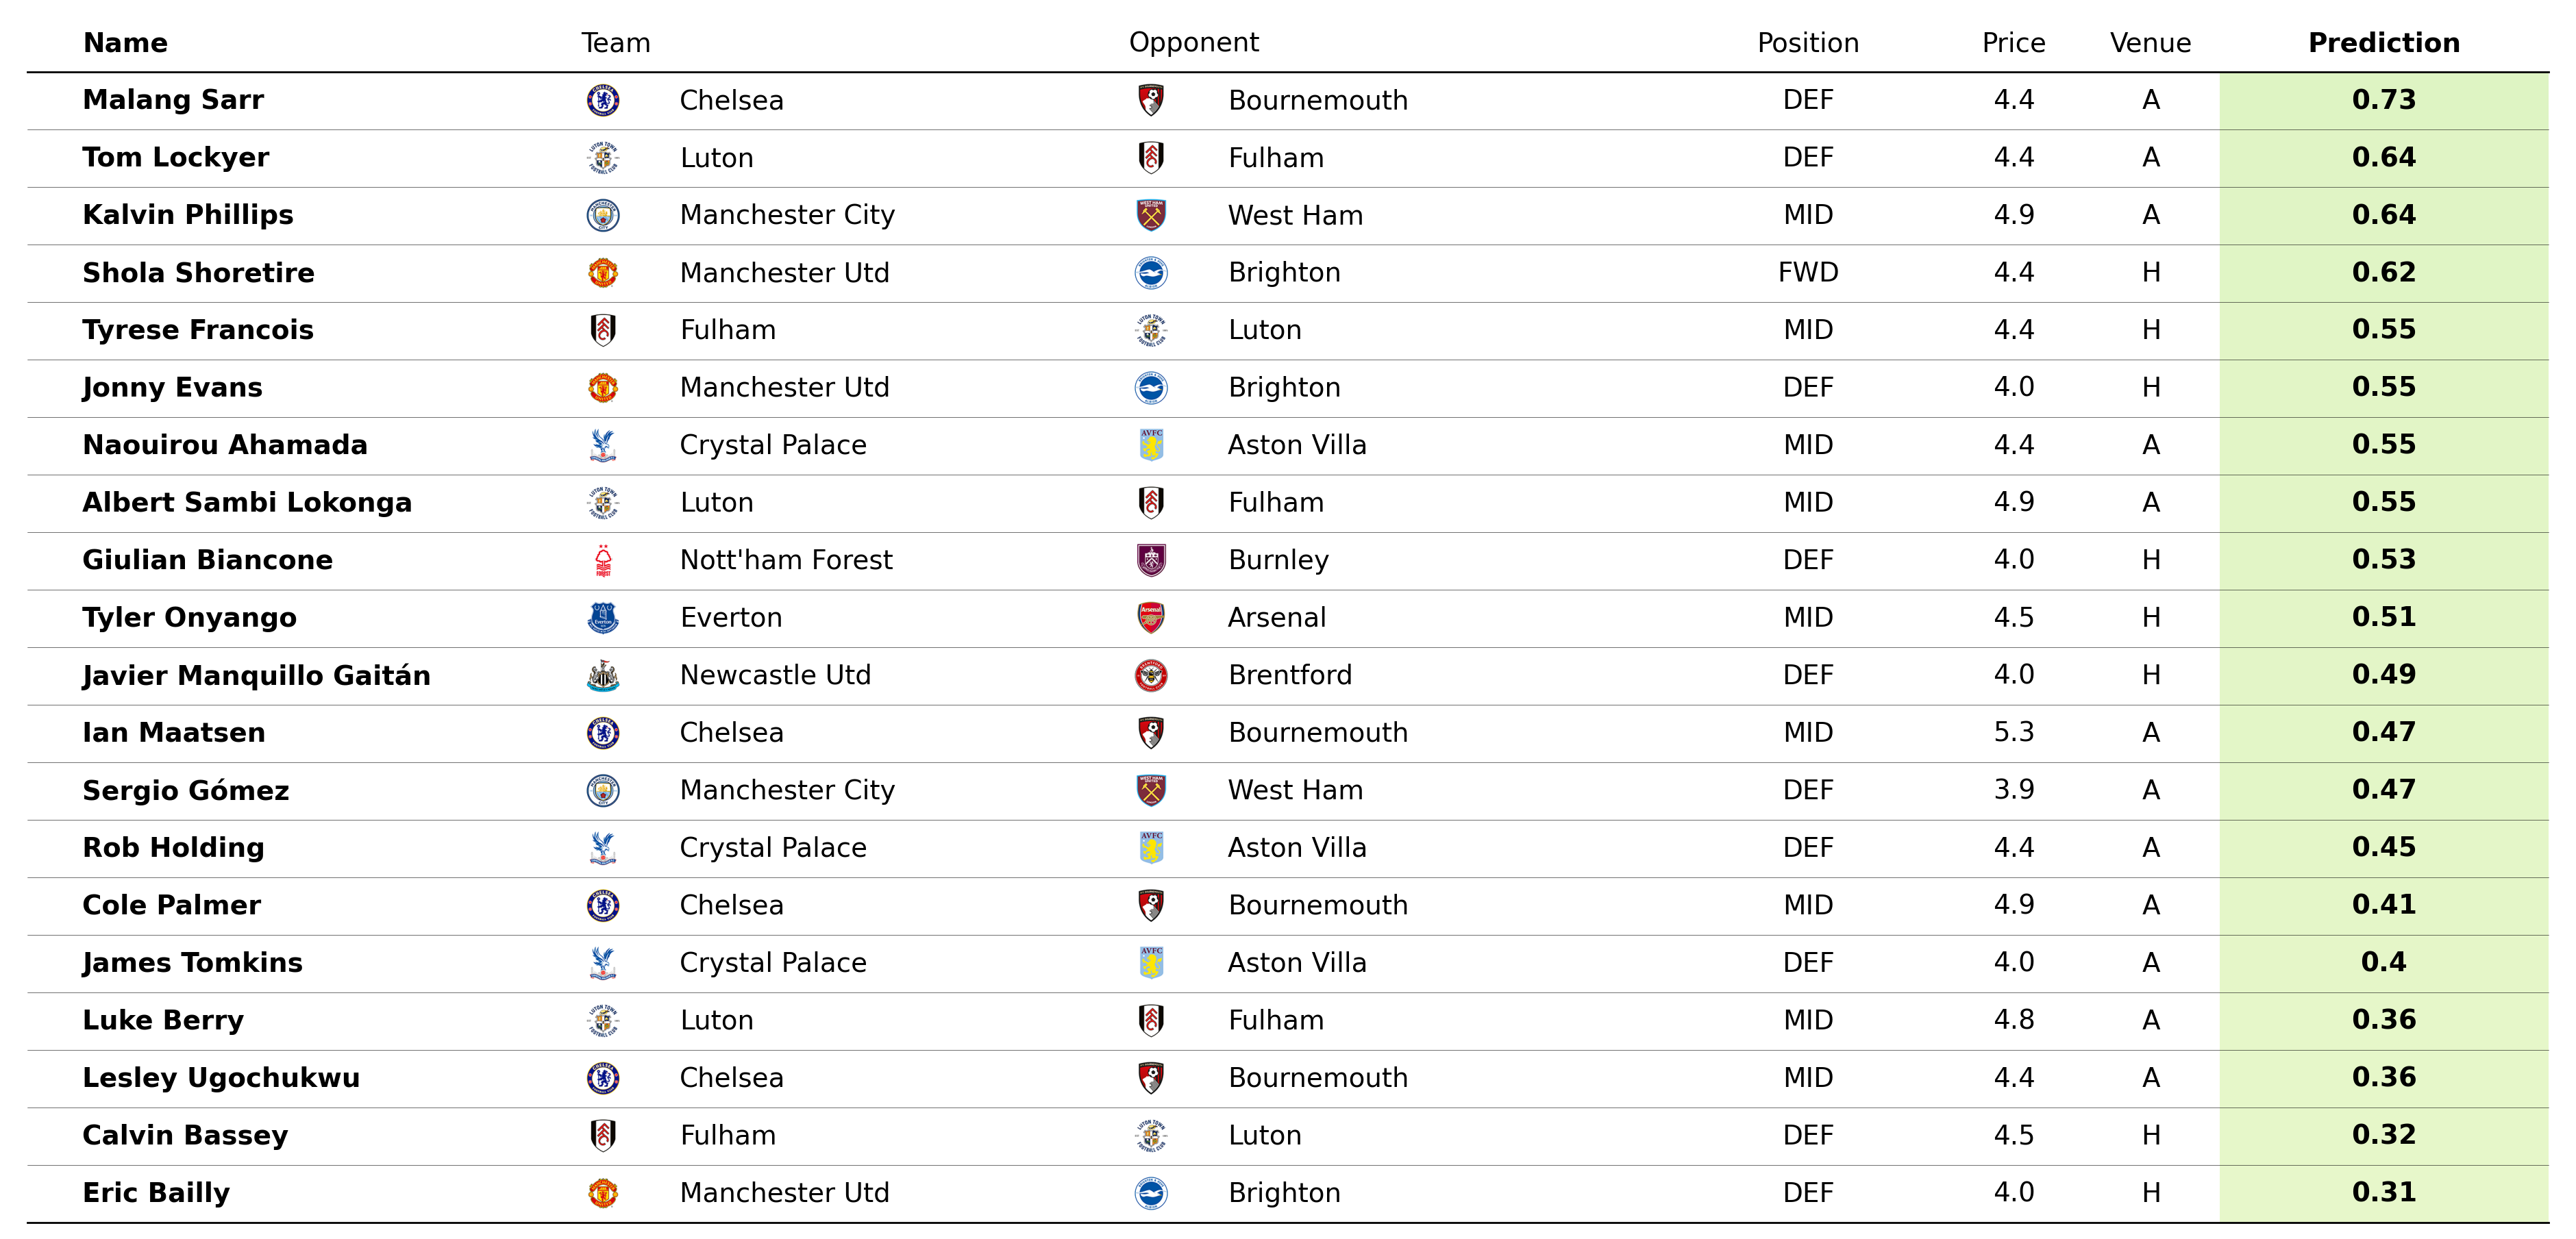 Name Team Opponent Position Price Venue Prediction
Malang Sarr Chelsea Bournemouth DEF 4.4 A 0.73
Tom Lockyer Luton Fulham DEF 4.4 A 0.64
Kalvin Phillips Manchester City West Ham MID 4.9 A 0.64
Shola Shoretire Manchester Utd Brighton FWD 4.4 H 0.62
Tyrese Francois Fulham Luton MID 4.4 H 0.55
Jonny Evans Manchester Utd Brighton DEF 4.0 H 0.55
Naouirou Ahamada Crystal Palace Aston Villa MID 4.4 A 0.55
Albert Sambi Lokonga Luton Fulham MID 4.9 A 0.55
Giulian Biancone Nott'ham Forest Burnley DEF 4.0 H 0.53
Tyler Onyango Everton Arsenal MID 4.5 H 0.51
Javier Manquillo Gaitán Newcastle Utd Brentford DEF 4.0 H 0.49
Ian Maatsen Chelsea Bournemouth MID 5.3 A 0.47
Sergio Gómez Manchester City West Ham DEF 3.9 A 0.47
Rob Holding Crystal Palace Aston Villa DEF 4.4 A 0.45
Cole Palmer Chelsea Bournemouth MID 4.9 A 0.41
James Tomkins Crystal Palace Aston Villa DEF 4.0 A 0.4
Luke Berry Luton Fulham MID 4.8 A 0.36
Lesley Ugochukwu Chelsea Bournemouth MID 4.4 A 0.36
Calvin Bassey Fulham Luton DEF 4.5 H 0.32
Eric Bailly Manchester Utd Brighton DEF 4.0 H 0.31